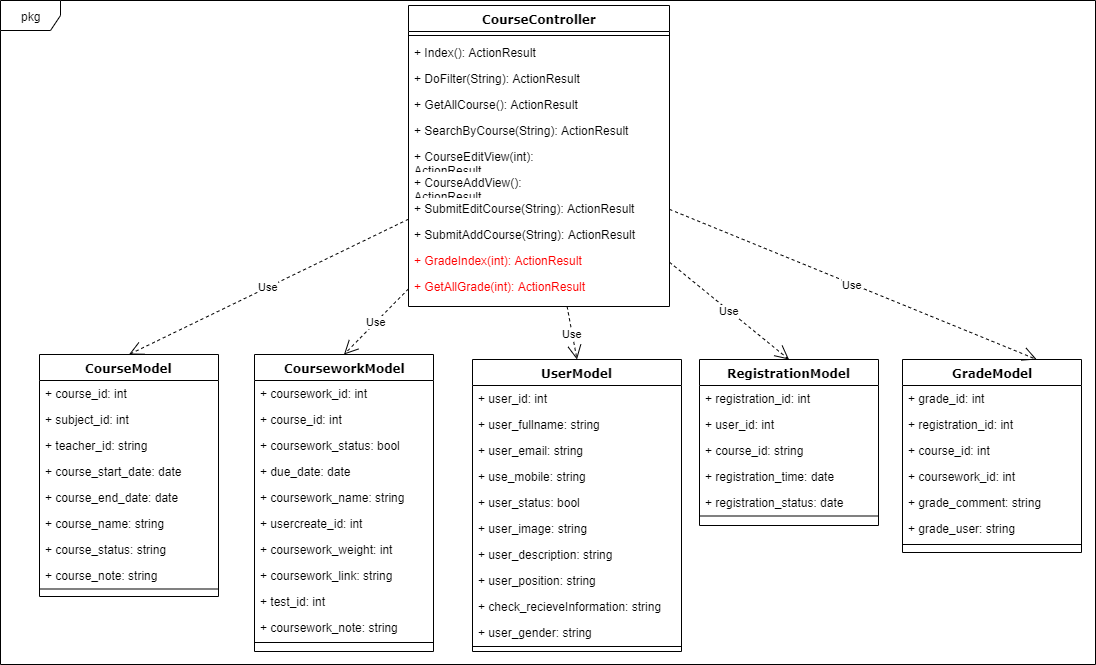 pkg
CourseController
+ Index(): ActionResult
+ DoFilter(String): ActionResult
+ GetAllCourse(): ActionResult
+ SearchByCourse(String): ActionResult
+ CourseEditView(int):
ActionResult
+ CourseAddView():
ActionResult
+ SubmitEditCourse(String): ActionResult
+ SubmitAddCourse(String): ActionResult
+ GradeIndex(int): ActionResult
+ GetAllGrade(int): ActionResult
Use
Use
Use
Use
Use
CourseModel
+ course_id: int
+ subject_id: int
+ teacher_id: string
+ course_start_date: date
+ course_end_date: date
+ course_name: string
+ course_status: string
+ course_note: string
CourseworkModel
+ coursework_id: int
+ course_id: int
+ coursework_status: bool
+ due_date: date
+ coursework_name: string
+ usercreate_id: int
+ coursework_weight: int
+ coursework_link: string
+ test_id: int
+ coursework_note: string
UserModel
+ user_id: int
+ user_fullname: string
+ user_email: string
+ use_mobile: string
+ user_status: bool
+ user_image: string
+ user_description: string
+ user_position: string
+ check_recieveInformation: string
+ user_gender: string
RegistrationModel
+ registration_id: int
+ user_id: int
+ course_id: string
+ registration_time: date
+ registration_status: date
GradeModel
+ grade_id: int
+ registration_id: int
+ course_id: int
+ coursework_id: int
+ grade_comment: string
+ grade_user: string